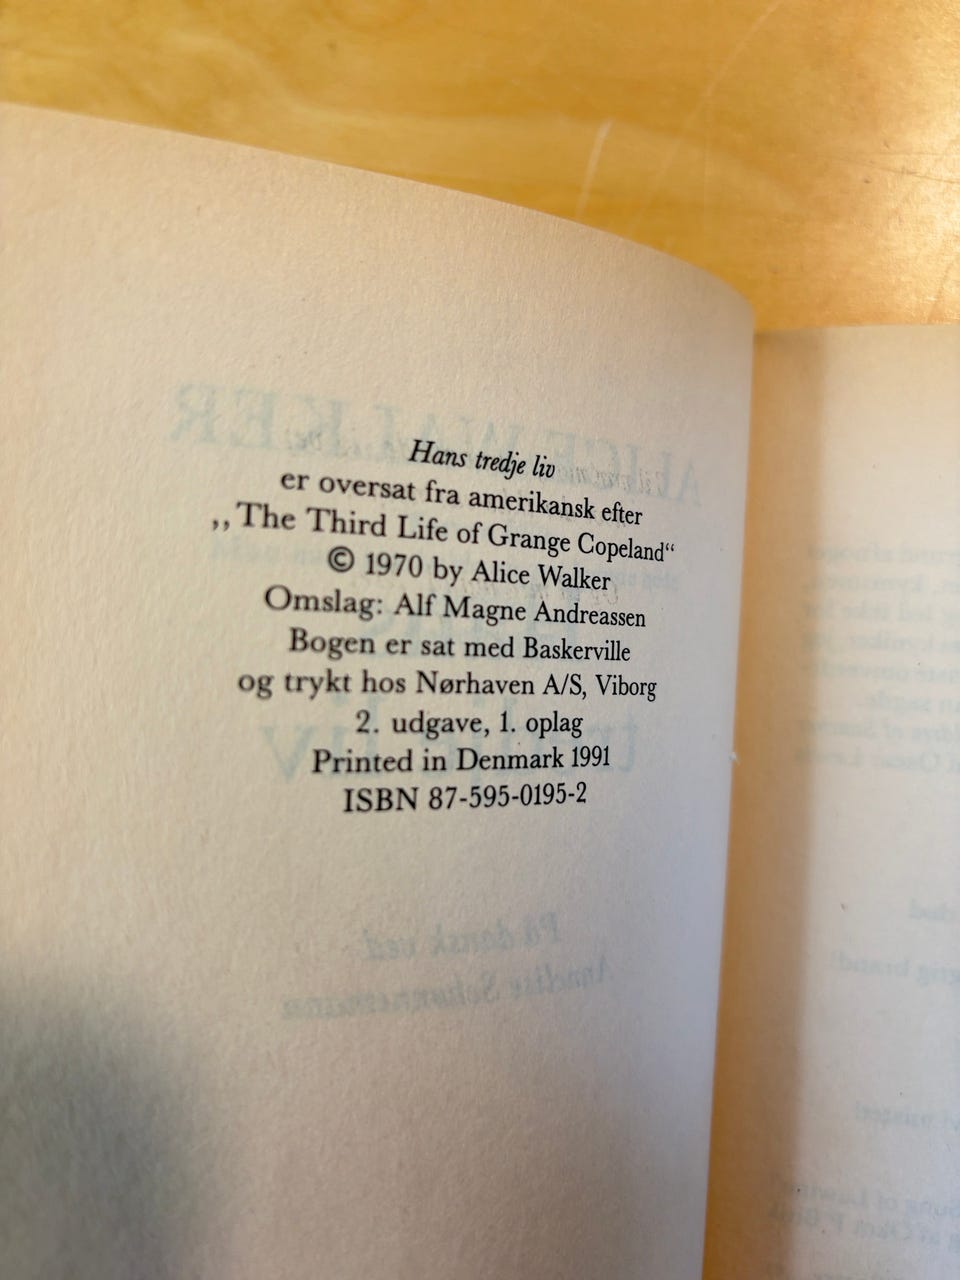 Hans tredje liv
er oversat fra amerikansk efter
,,The Third Life of Grange Copeland“
© 1970 by Alice Walker
Omslag: Alf Magne Andreassen
Bogen er sat med Baskerville
og trykt hos Nørhaven A/S, Viborg
2. udgave, 1. oplag
Printed in Denmark 1991
ISBN 87-595-0195-2